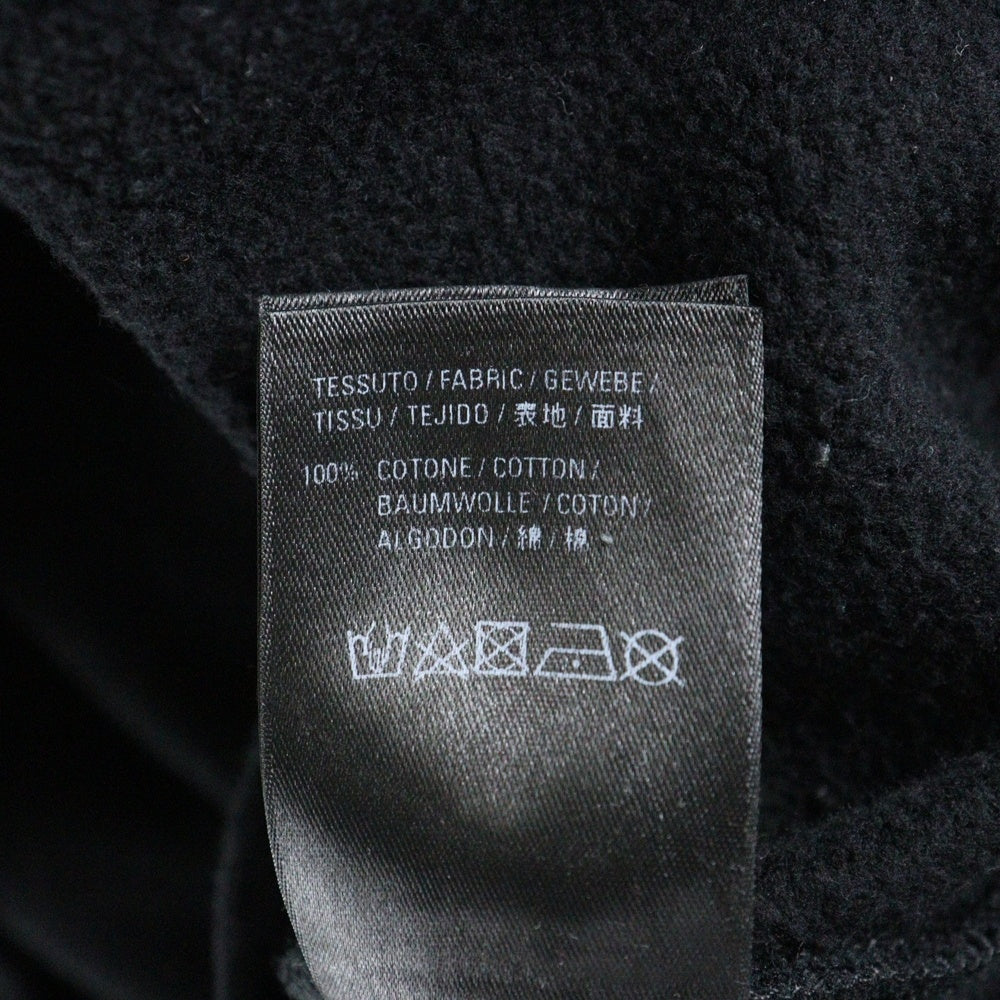 TESSUTO / FABRIC / GEWEBE /
TISSU / TEJIDO / 表地 / 面料
100% COTONE / COTTON /
BAUMWOLLE / COTON /
ALGODON / 綿 / 棉